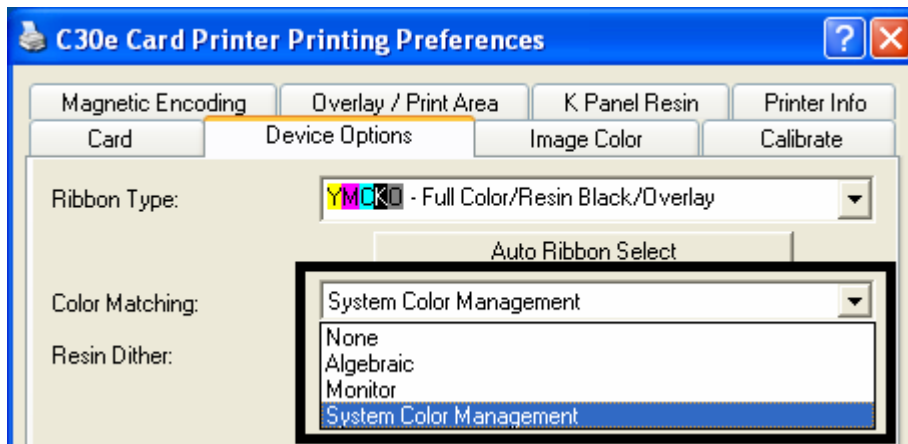 C30e Card Printer Printing Preferences
Magnetic Encoding Overlay / Print Area K Panel Resin Printer Info
Card Device Options Image Color Calibrate
Ribbon Type: YMCKO - Full Color/Resin Black/Overlay
Auto Ribbon Select
Color Matching: System Color Management
None
Resin Dither: Algebraic
Monitor
System Color Management